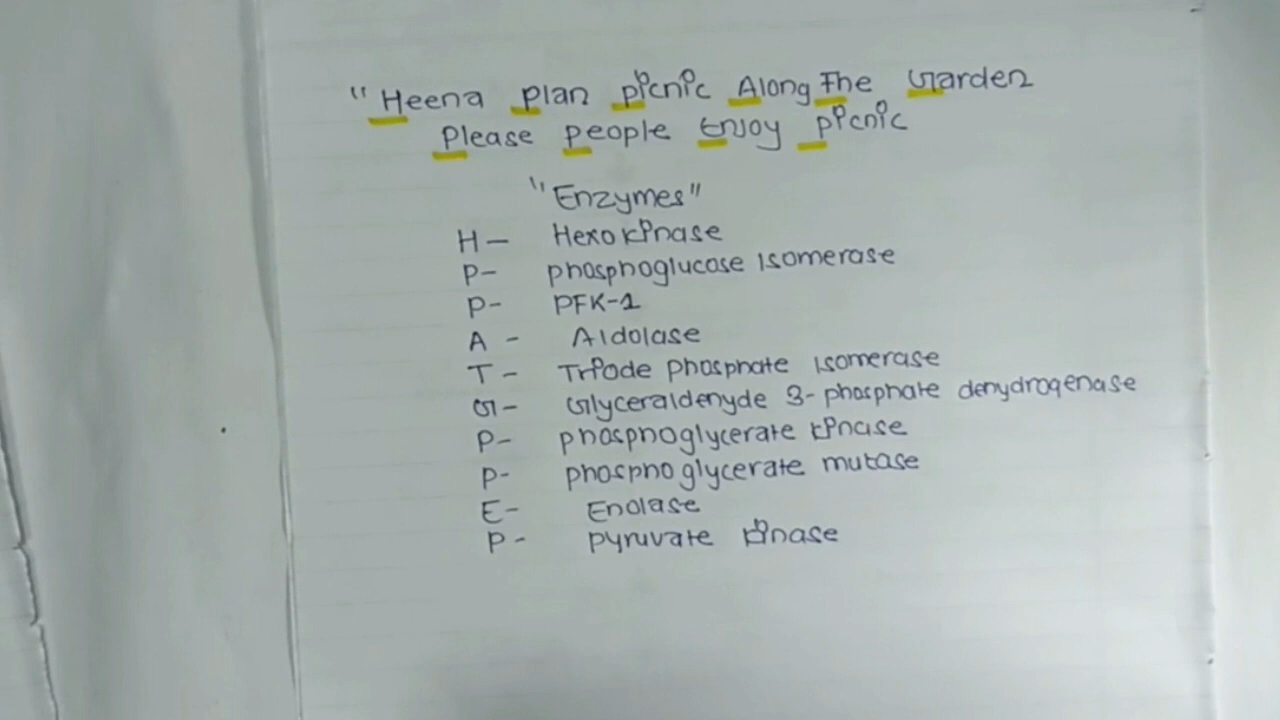 "Heena plan picnic Along The Garden
Please people Enjoy picnic
"Enzymes"
H- Hexokinase
P- phosphoglucose Isomerase
P- PFK-1
A- Aldolase
T- Triode phosphate Isomerase
G- Glyceraldehyde 3-phosphate dehydrogenase
P- phosphoglycerate kinase
P- phosphoglycerate mutase
E- Enolase
P- pyruvate kinase